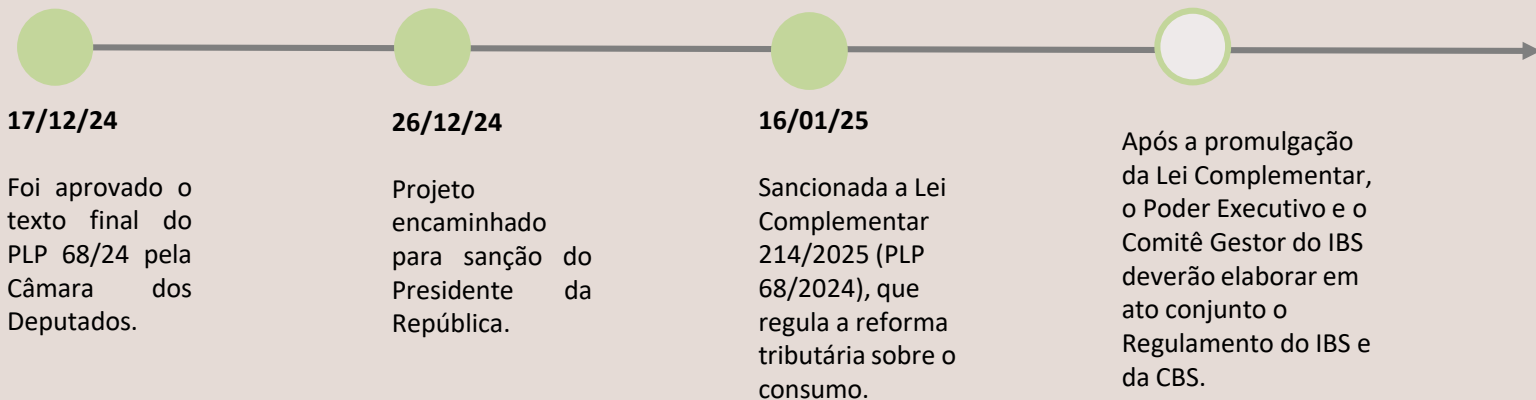 17/12/24
Foi aprovado o
texto final do
PLP 68/24 pela
Câmara dos
Deputados.
26/12/24
Projeto
encaminhado
para sanção do
Presidente da
República.
16/01/25
Sancionada a Lei
Complementar
214/2025 (PLP
68/2024), que
regula a reforma
tributária sobre o
consumo.
Após a promulgação
da Lei Complementar,
o Poder Executivo e o
Comitê Gestor do IBS
deverão elaborar em
ato conjunto o
Regulamento do IBS e
da CBS.